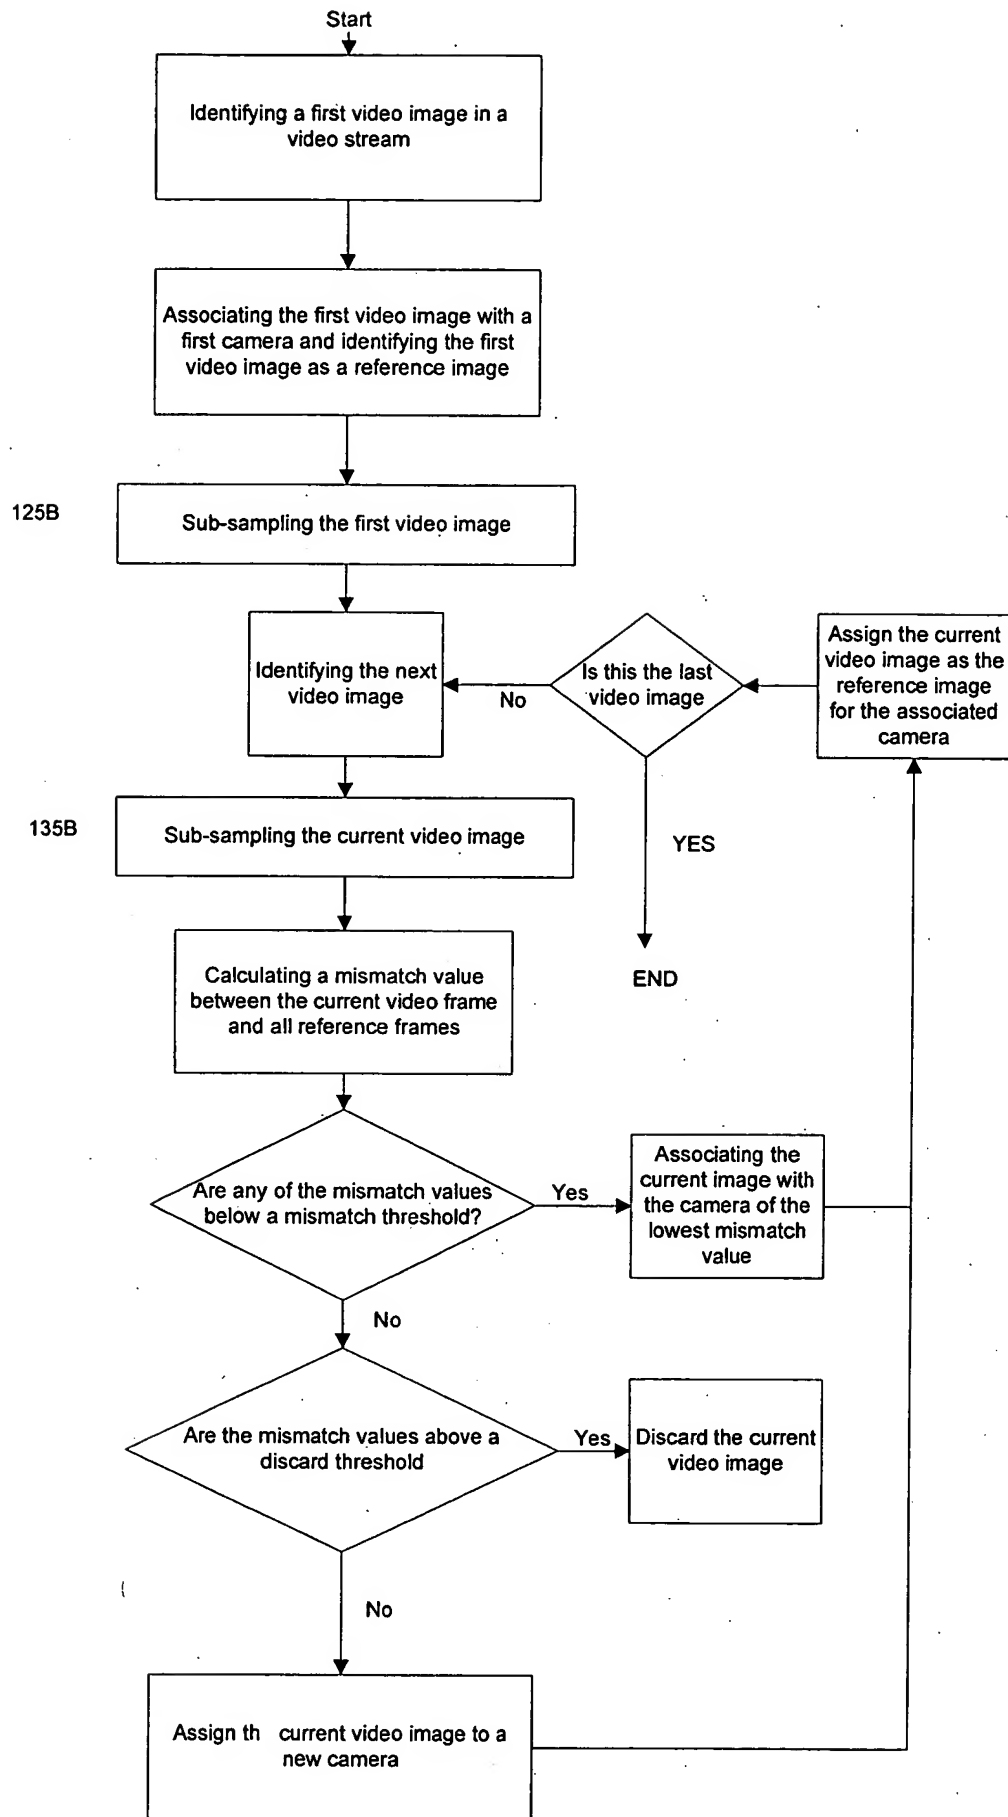 Start
Identifying a first video image in a
video stream
Associating the first video image with a
first camera and identifying the first
video image as a reference image
125B
Sub-sampling the first video image
Identifying the next
video image
No
Is this the last
video image
Assign the current
video image as the
reference image
for the associated
camera
135B
Sub-sampling the current video image
YES
END
Calculating a mismatch value
between the current video frame
and all reference frames
Are any of the mismatch values
below a mismatch threshold?
Yes
Associating the
current image with
the camera of the
lowest mismatch
value
No
Are the mismatch values above a
discard threshold
Yes
Discard the current
video image
No
Assign th current video image to a
new camera